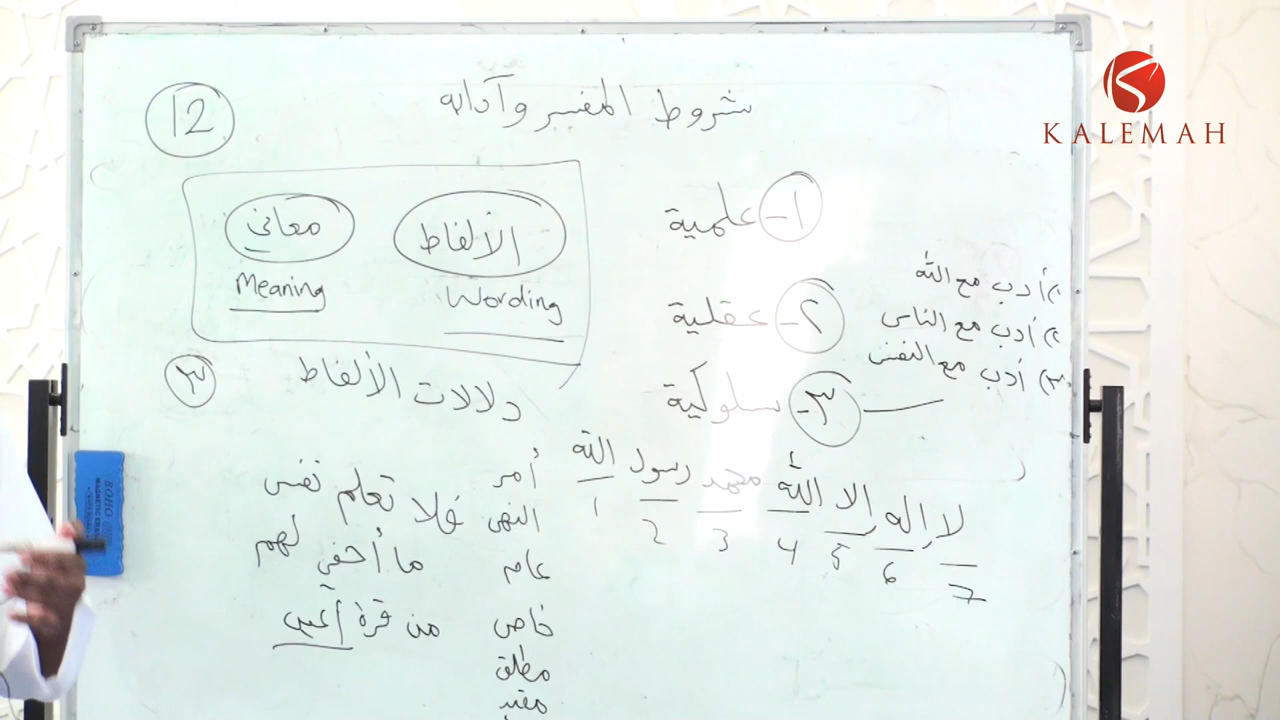 KALEMAH
شروط المفسر وآدابه
12
١- علمية
٢- عقلية
٣- سلوكية
١) أدب مع الله
٢) أدب مع الناس
٣) أدب مع النفس
الألفاظ
Wording
معاني
Meaning
٣
دلالات الألفاظ
لا إله إلا الله محمد رسول الله
1 2 3 4 5 6 7
أمر
النهي
عام
خاص
مطلق
مقيد
فلا تعلم نفس
ما أخفي لهم
من قرة أعين